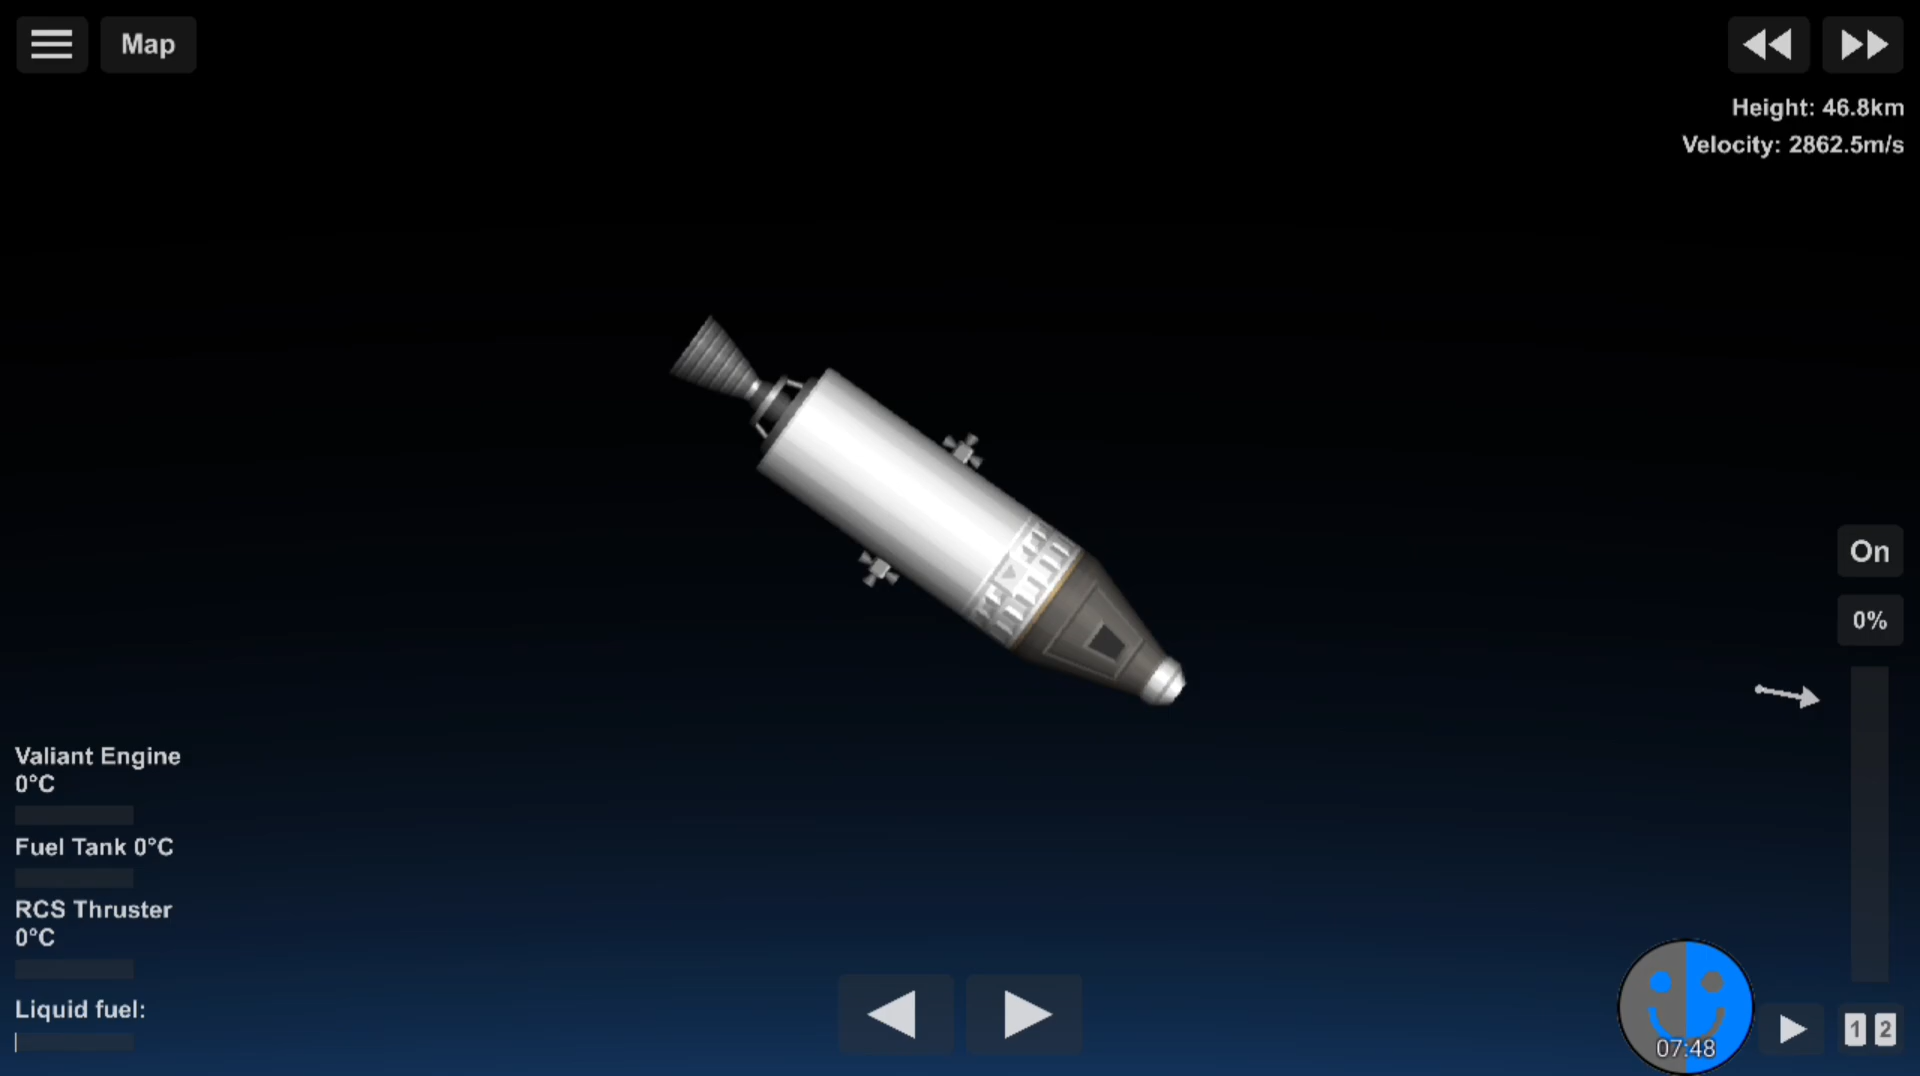 Map
Height: 46.8km
Velocity: 2862.5m/s
On
0%
Valiant Engine
0°C
Fuel Tank 0°C
RCS Thruster
0°C
Liquid fuel:
07:48
1 2